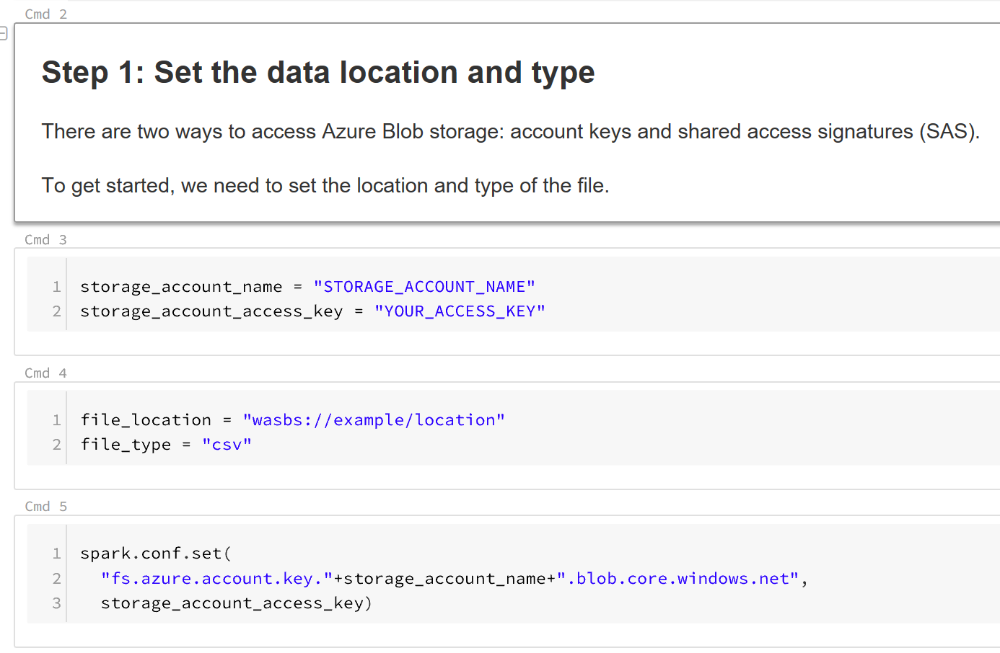 Cmd 2
Step 1: Set the data location and type
There are two ways to access Azure Blob storage: account keys and shared access signatures (SAS).
To get started, we need to set the location and type of the file.
Cmd 3
1 storage_account_name = "STORAGE_ACCOUNT_NAME"
2 storage_account_access_key = "YOUR_ACCESS_KEY"
Cmd 4
1 file_location = "wasbs://example/location"
2 file_type = "csv"
Cmd 5
1 spark.conf.set(
2   "fs.azure.account.key."+storage_account_name+".blob.core.windows.net",
3   storage_account_access_key)